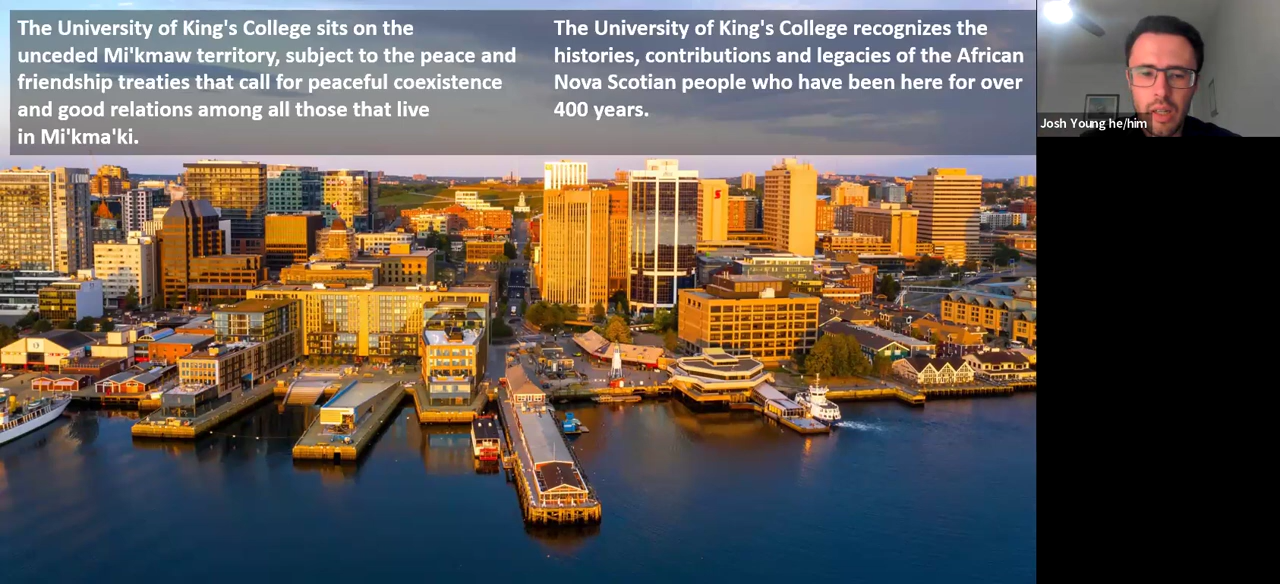 The University of King's College sits on the
unceded Mi'kmaw territory, subject to the peace and
friendship treaties that call for peaceful coexistence
and good relations among all those that live
in Mi'kma'ki.
The University of King's College recognizes the
histories, contributions and legacies of the African
Nova Scotian people who have been here for over
400 years.
Josh Young he/him